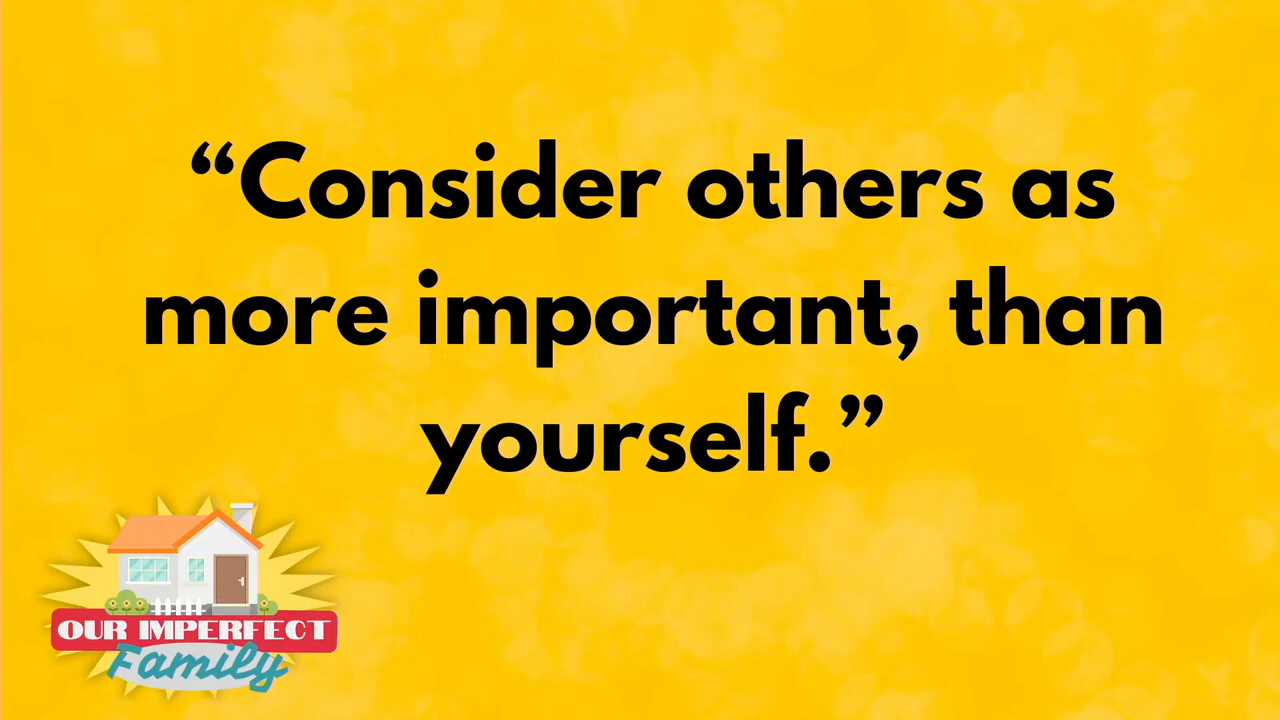 “Consider others as
more important, than
yourself.”
OUR IMPERFECT
Family